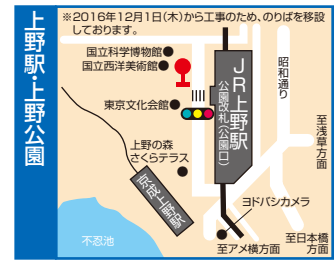 上野駅・上野公園
※2016年12月1日(木)から工事のため、のりばを移設
しております。
国立科学博物館
国立西洋美術館
東京文化会館
JR上野駅
公園改札(公園口)
昭和通り
至浅草方面
上野の森
さくらテラス
京成上野駅
不忍池
ヨドバシカメラ
至アメ横方面
至日本橋
方面